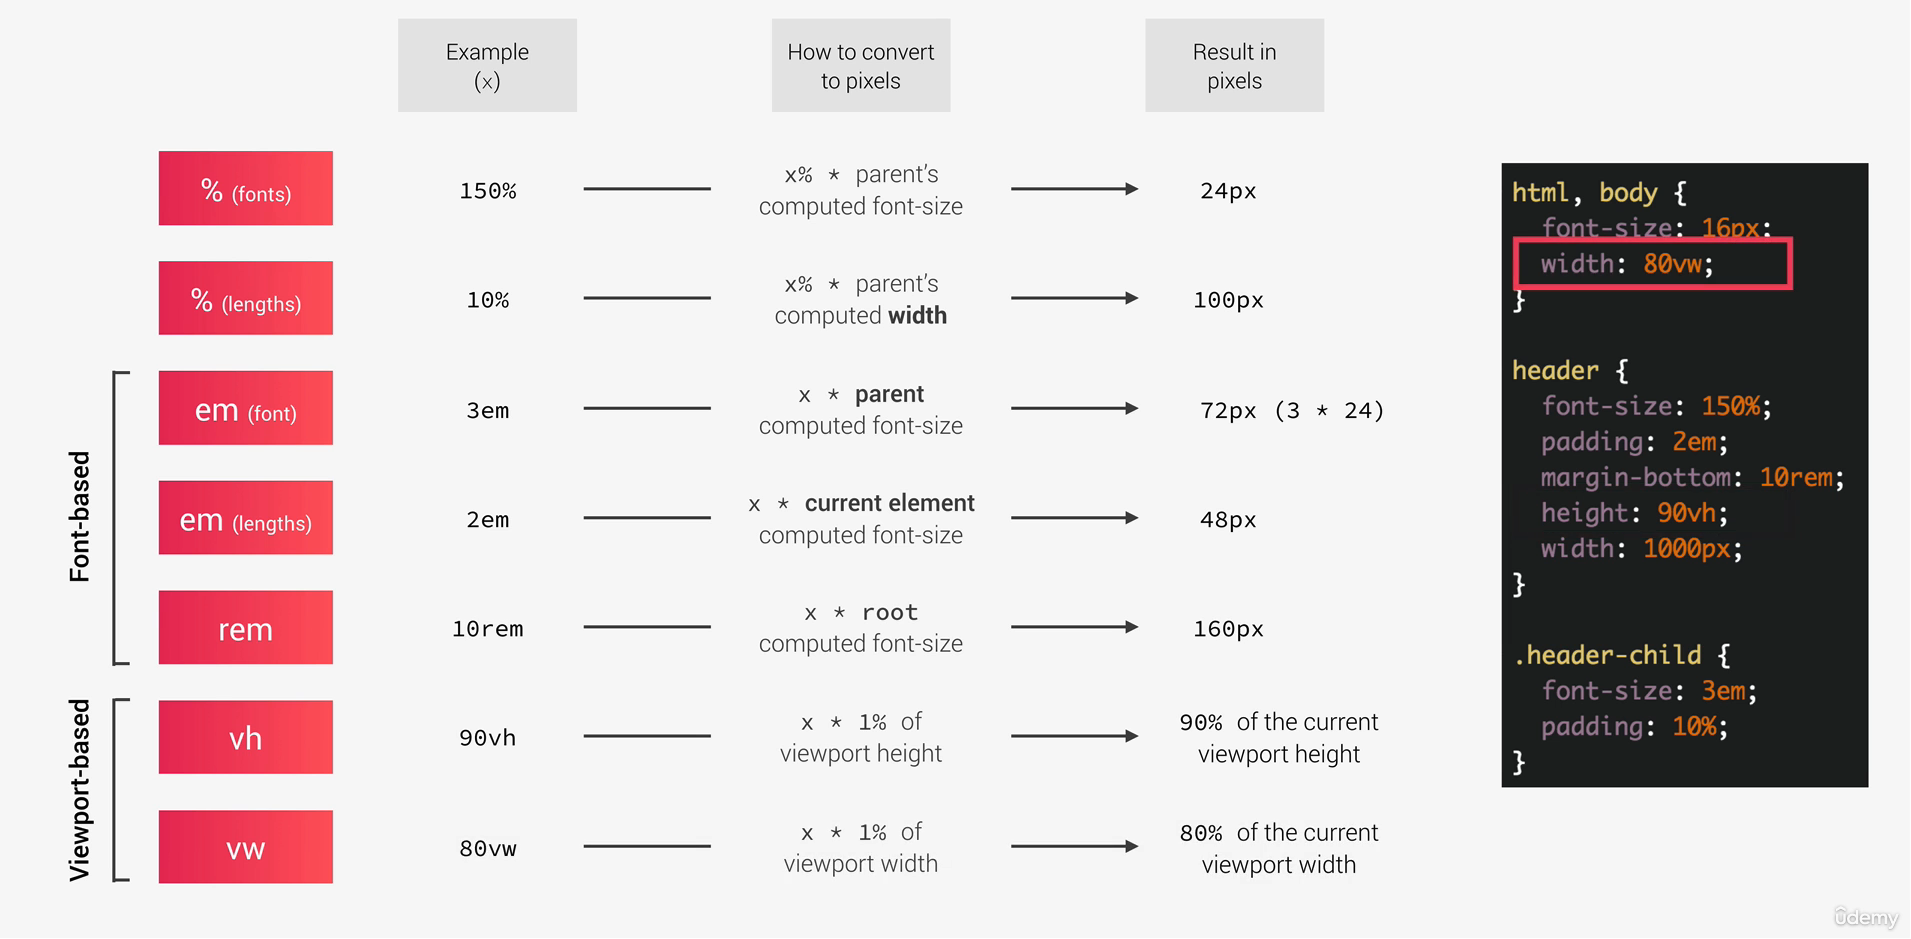 Example
(x)
How to convert
to pixels
Result in
pixels
% (fonts)
150%
x% * parent's
computed font-size
24px
% (lengths)
10%
x% * parent's
computed width
100px
Font-based
em (font)
3em
x * parent
computed font-size
72px (3 * 24)
em (lengths)
2em
x * current element
computed font-size
48px
rem
10rem
x * root
computed font-size
160px
Viewport-based
vh
90vh
x * 1% of
viewport height
90% of the current
viewport height
vw
80vw
x * 1% of
viewport width
80% of the current
viewport width
html, body {
font-size: 16px;
width: 80vw;
}
header {
font-size: 150%;
padding: 2em;
margin-bottom: 10rem;
height: 90vh;
width: 1000px;
}
.header-child {
font-size: 3em;
padding: 10%;
}
ûdemy